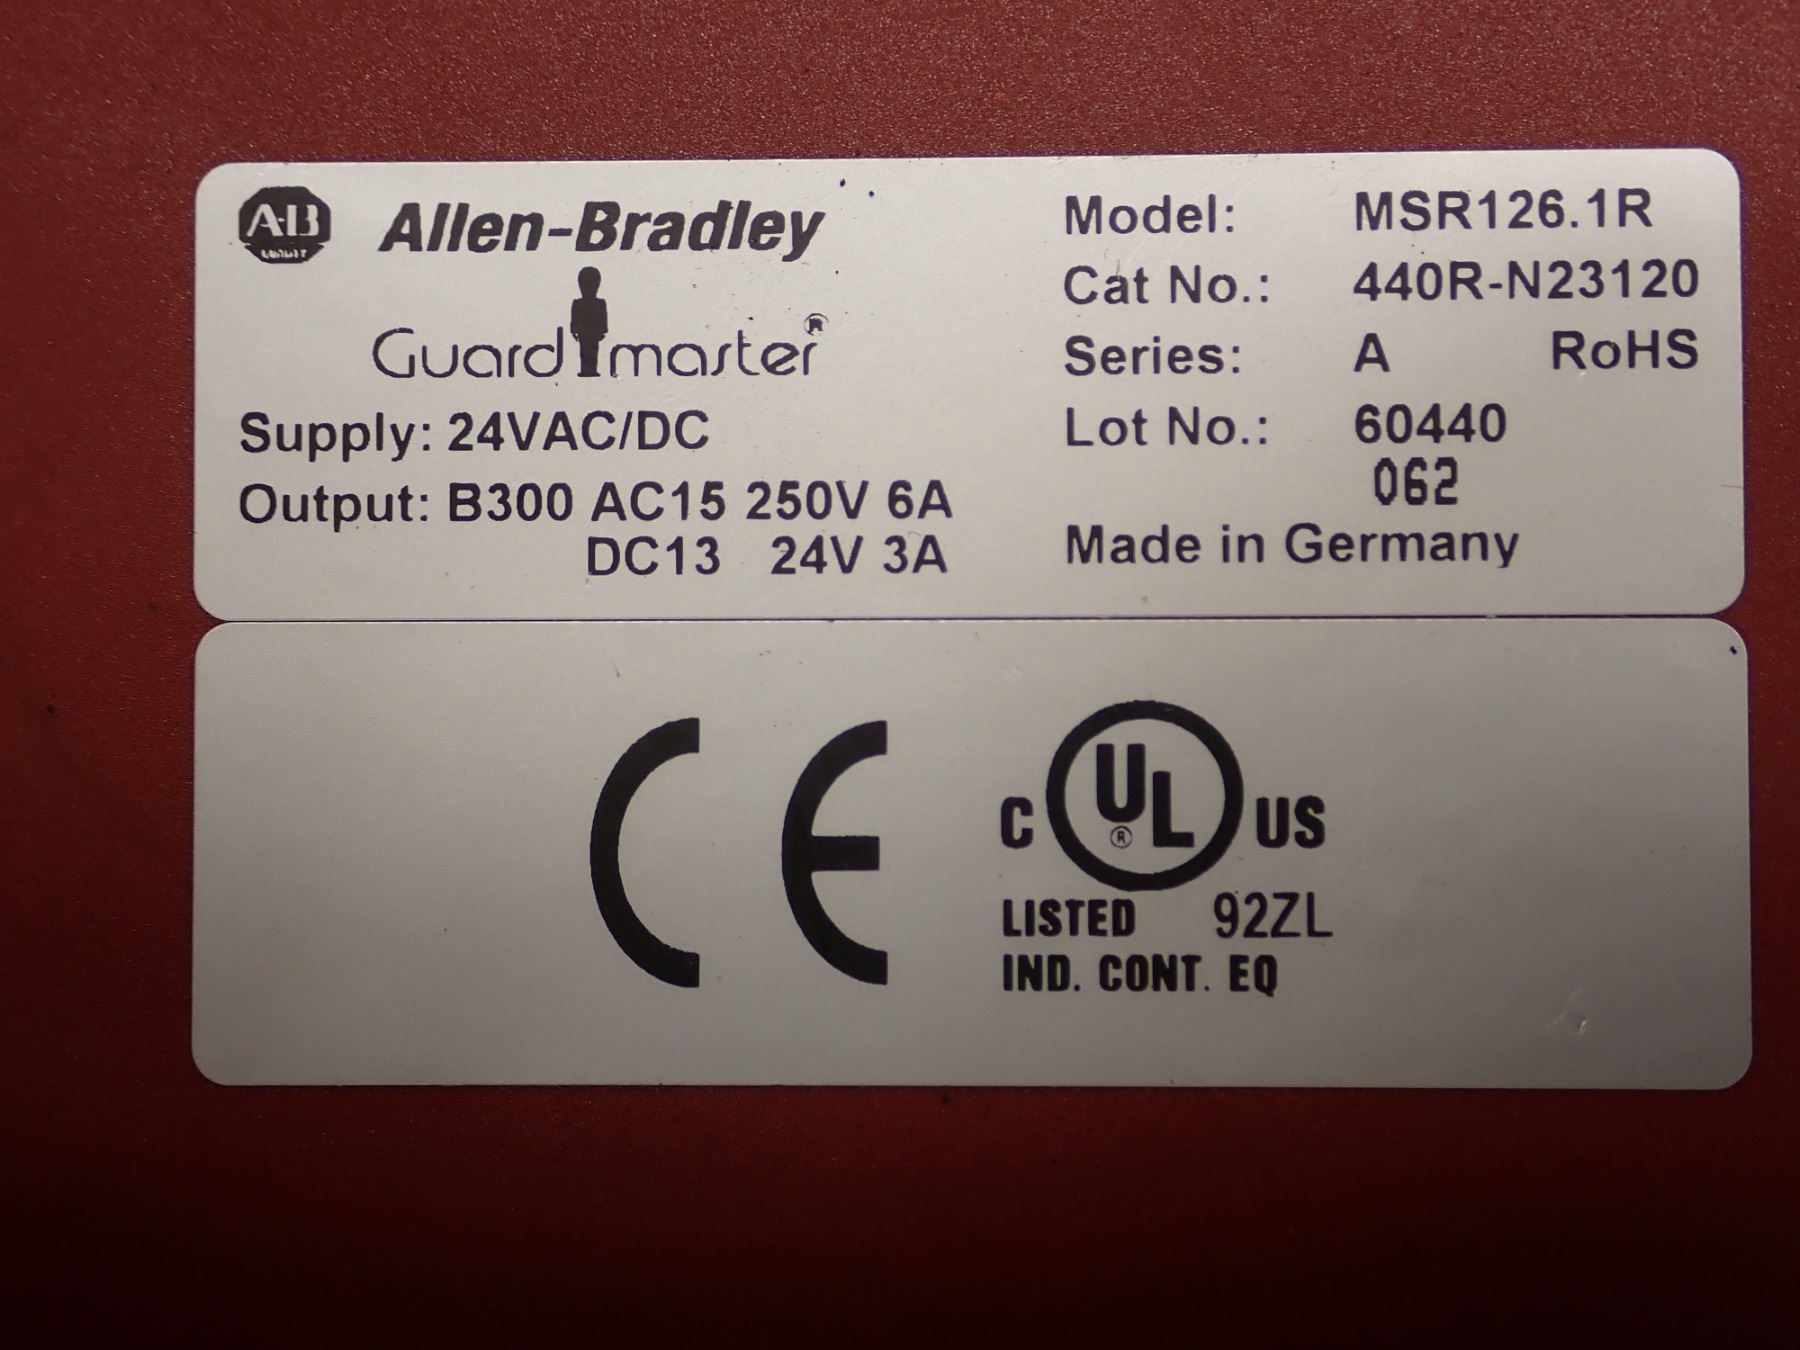 A-B
QUALITY
Allen-Bradley
Guardmaster®
Supply: 24VAC/DC
Output: B300 AC15 250V 6A
DC13 24V 3A
Model: MSR126.1R
Cat No.: 440R-N23120
Series: A RoHS
Lot No.: 60440
062
Made in Germany
CE
C UL® US
LISTED 92ZL
IND. CONT. EQ